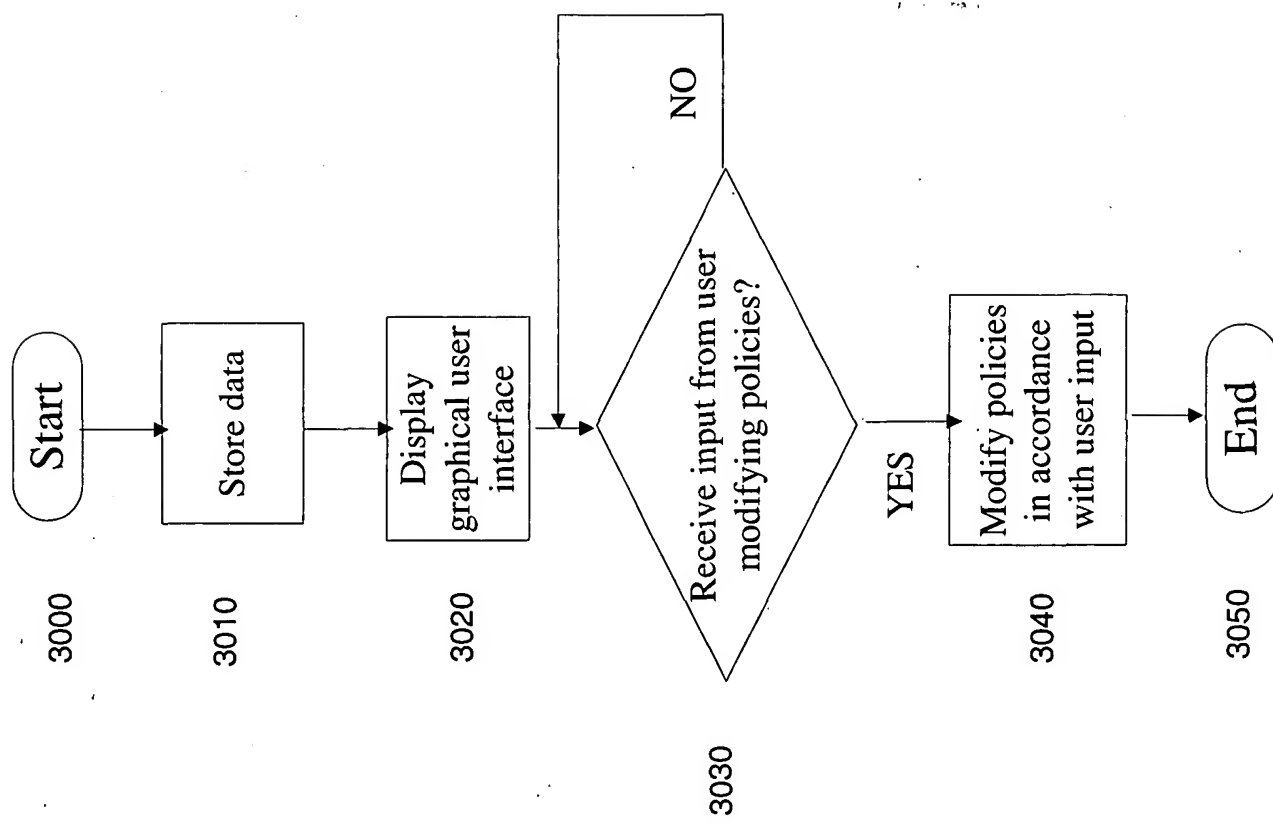 3000
Start
3010
Store data
3020
Display
graphical user
interface
3030
Receive input from user
modifying policies?
NO
YES
3040
Modify policies
in accordance
with user input
3050
End